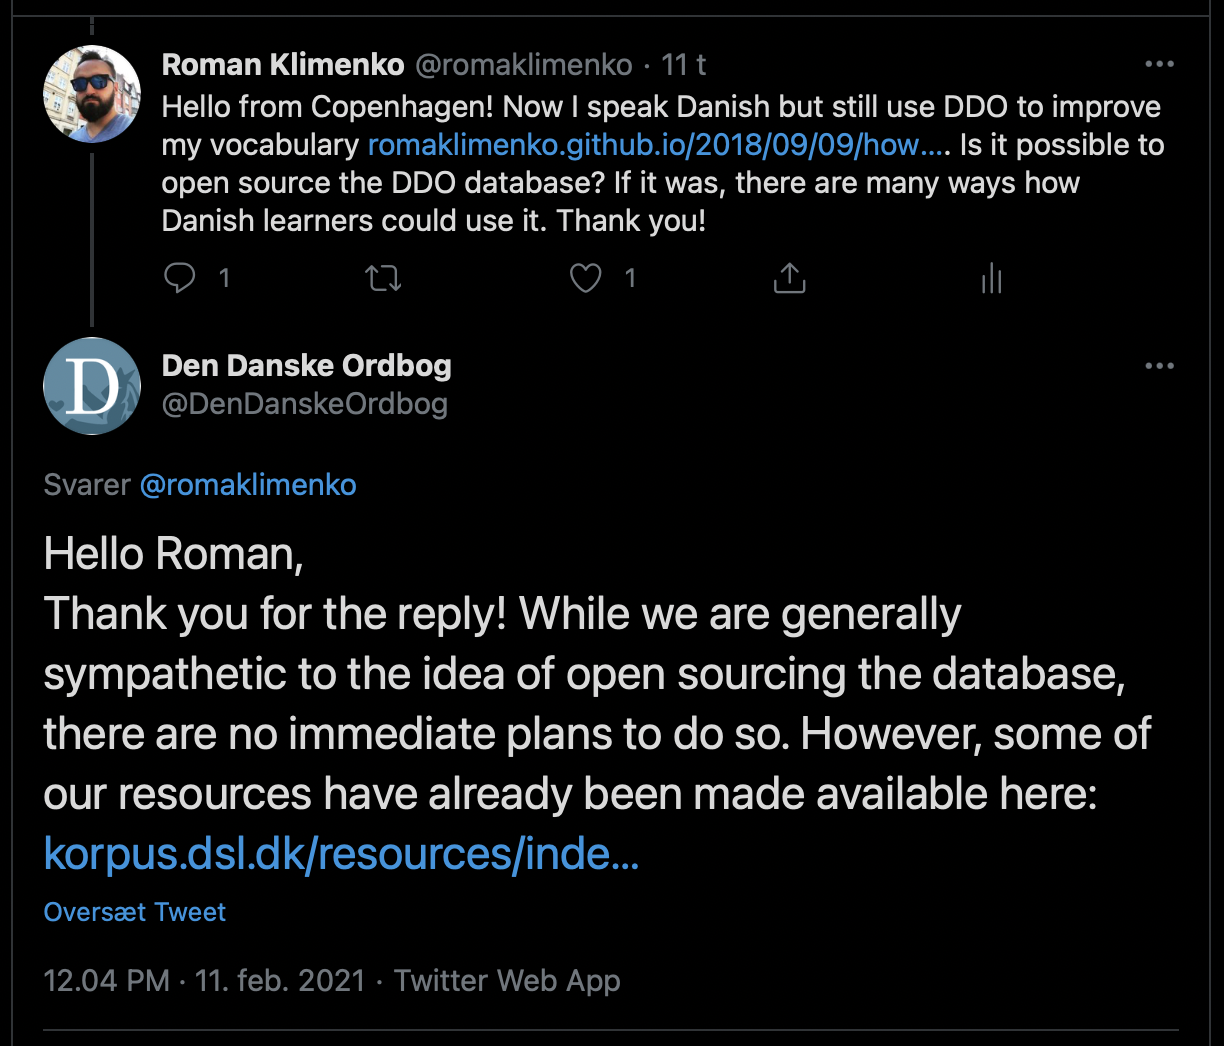 Roman Klimenko @romaklimenko · 11 t
Hello from Copenhagen! Now I speak Danish but still use DDO to improve
my vocabulary romaklimenko.github.io/2018/09/09/how.... Is it possible to
open source the DDO database? If it was, there are many ways how
Danish learners could use it. Thank you!
1 1
D
Den Danske Ordbog
@DenDanskeOrdbog
Svarer @romaklimenko
Hello Roman,
Thank you for the reply! While we are generally
sympathetic to the idea of open sourcing the database,
there are no immediate plans to do so. However, some of
our resources have already been made available here:
korpus.dsl.dk/resources/inde...
Oversæt Tweet
12.04 PM · 11. feb. 2021 · Twitter Web App